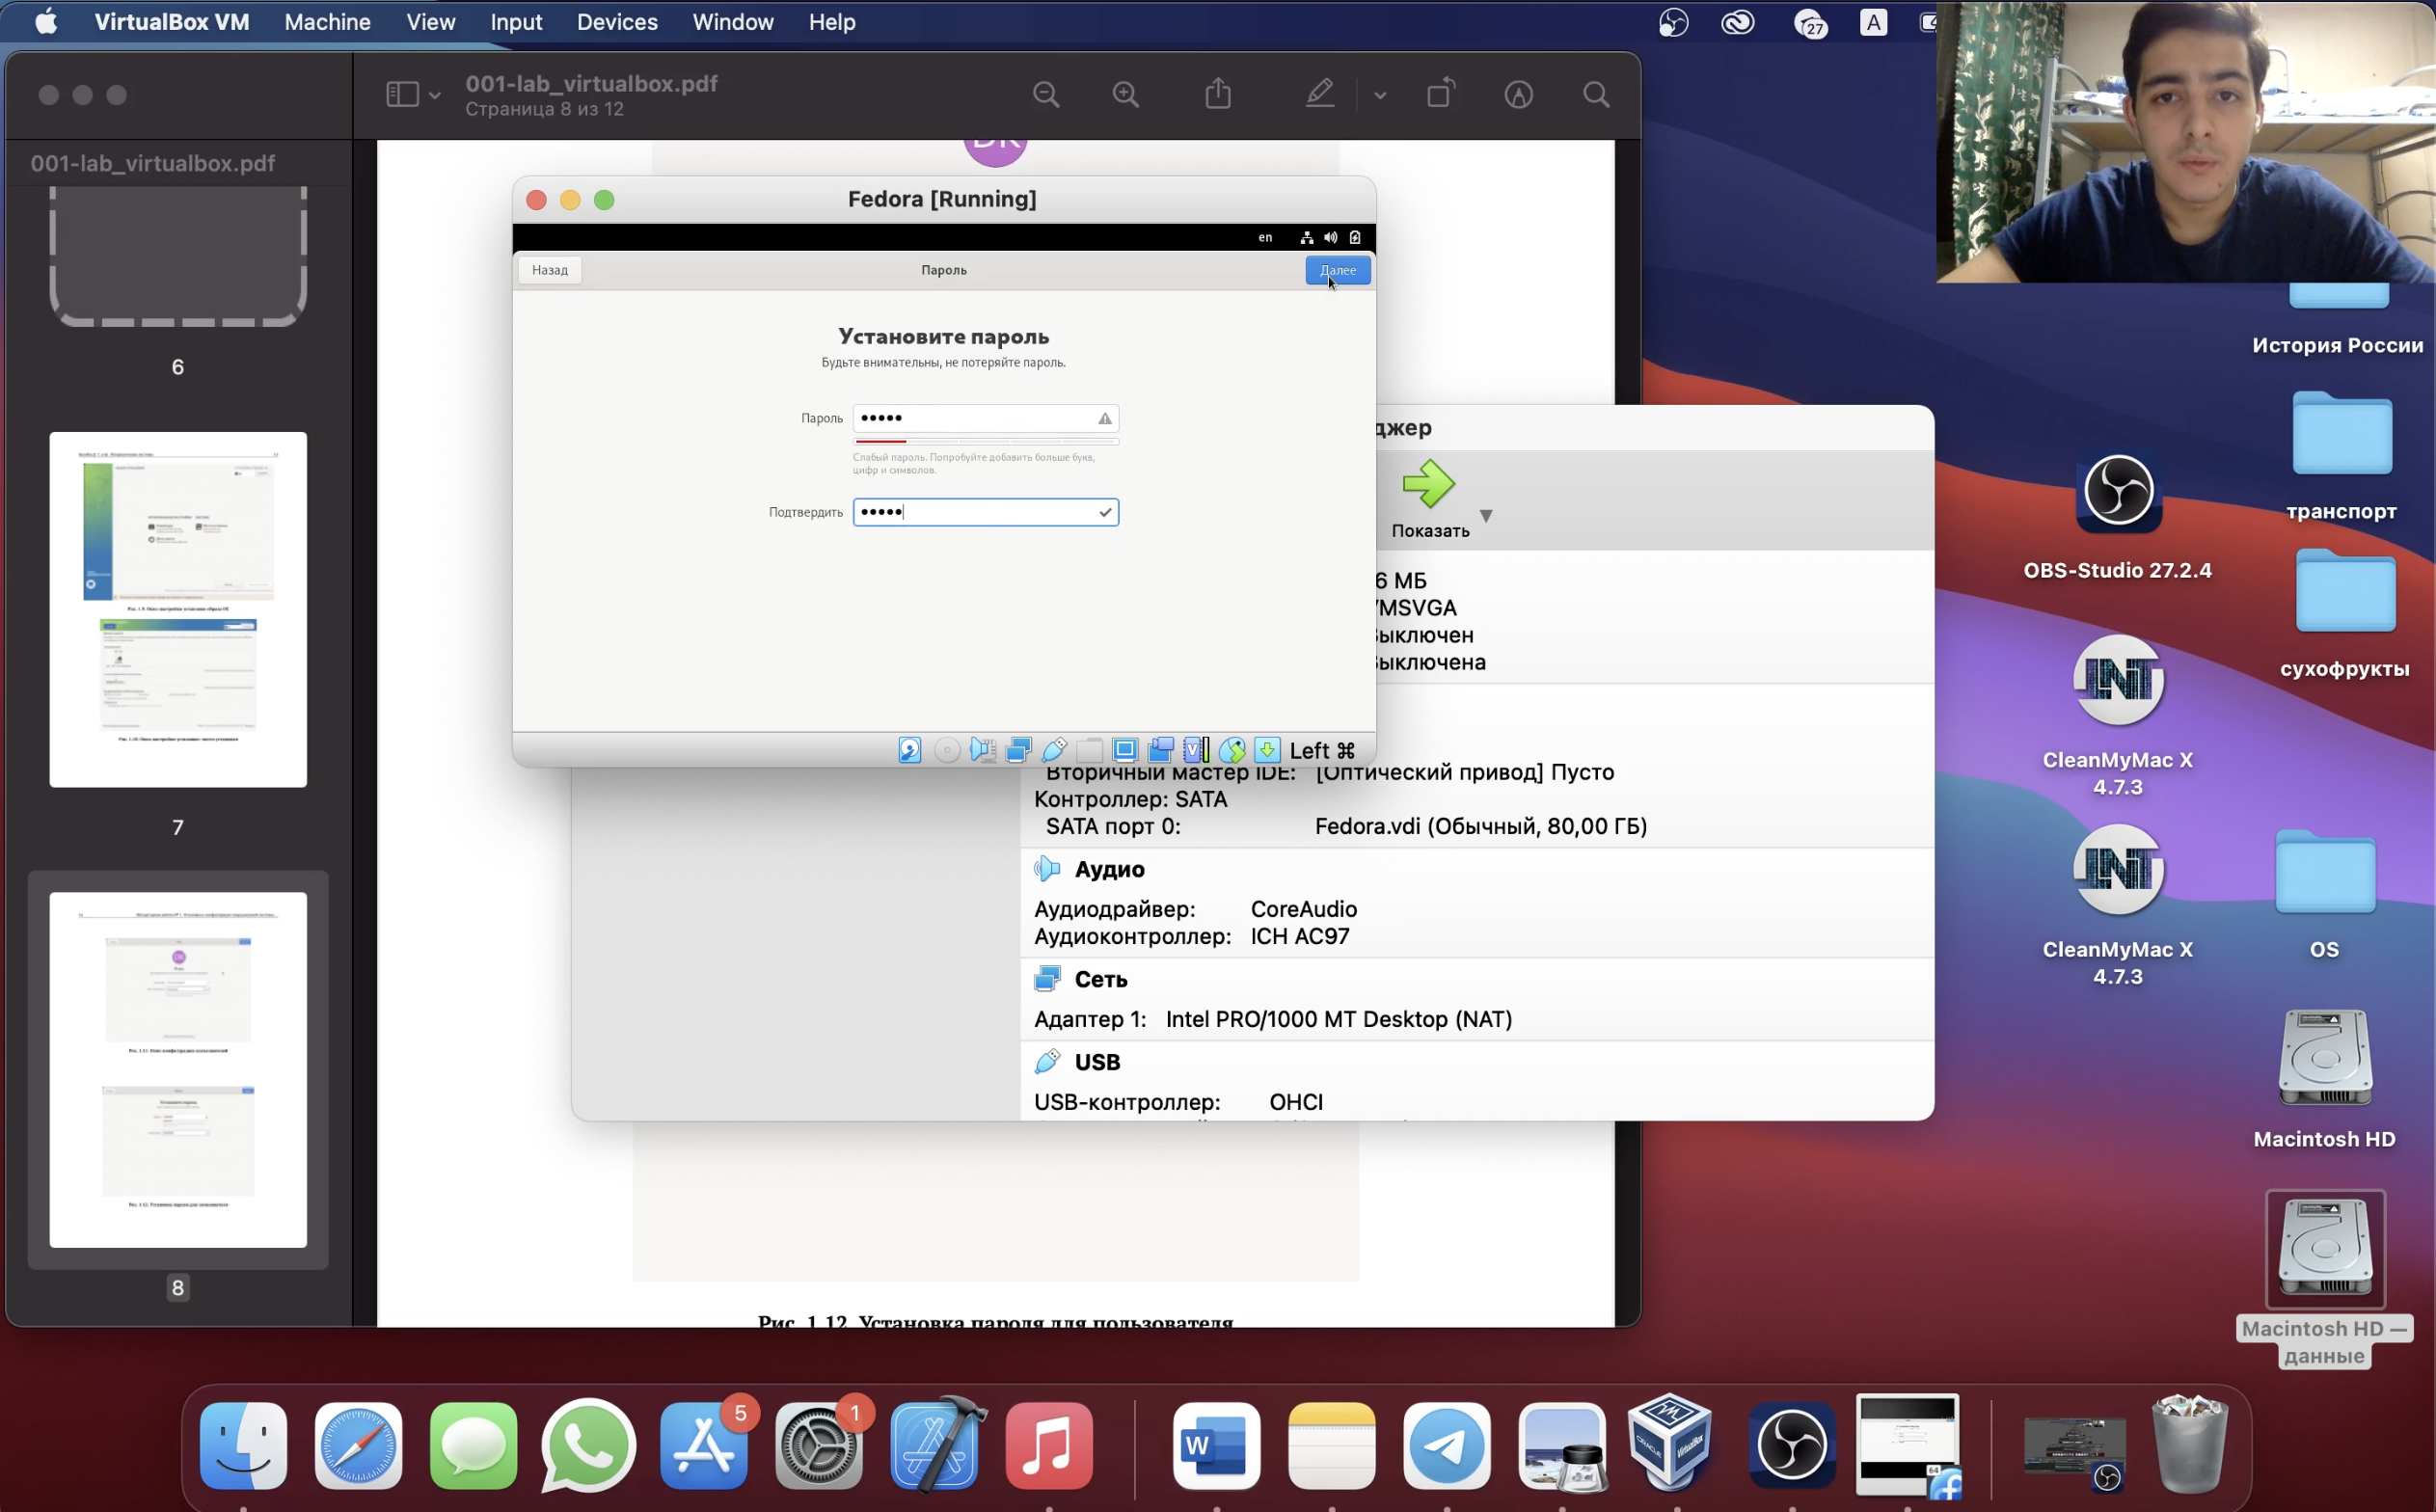 VirtualBox VM Machine View Input Devices Window Help
27
A
001-lab_virtualbox.pdf
Страница 8 из 12
001-lab_virtualbox.pdf
6
7
8
DK
Fedora [Running]
en
Назад
Пароль
Далее
Установите пароль
Будьте внимательны, не потеряйте пароль.
Пароль
Слабый пароль. Попробуйте добавить больше букв,
цифр и символов.
Подтвердить
Left ⌘
джер
Показать
6 МБ
VMSVGA
Выключен
Выключена
Вторичный мастер IDE: [Оптический привод] Пусто
Контроллер: SATA
SATA порт 0: Fedora.vdi (Обычный, 80,00 ГБ)
Аудио
Аудиодрайвер: CoreAudio
Аудиоконтроллер: ICH AC97
Сеть
Адаптер 1: Intel PRO/1000 MT Desktop (NAT)
USB
USB-контроллер: OHCI
Рис. 1.12. Установка пароля для пользователя
История России
транспорт
OBS-Studio 27.2.4
сухофрукты
CleanMyMac X
4.7.3
CleanMyMac X
4.7.3
OS
Macintosh HD
Macintosh HD —
данные
5
1
W
64